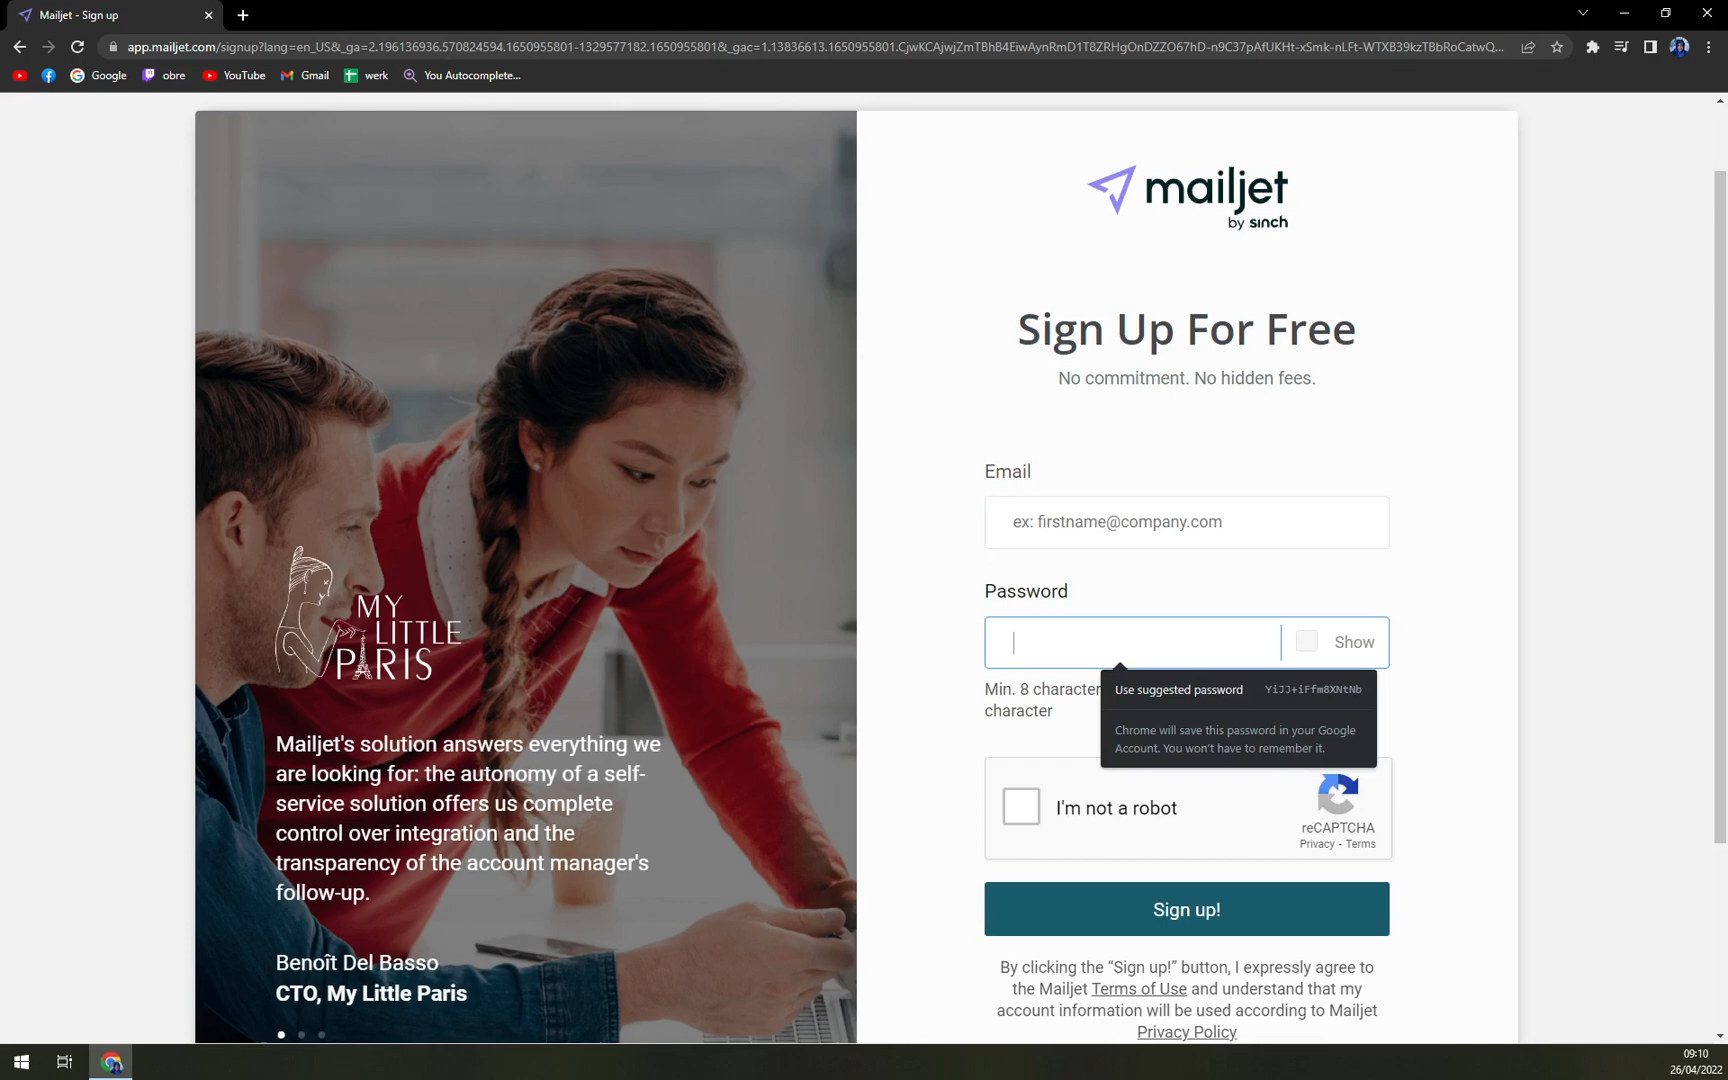 Mailjet - Sign up
app.mailjet.com/signup?lang=en_US&_ga=2.196136936.570824594.1650955801-1329577182.1650955801&_gac=1.13836613.1650955801.CjwKCAjwjZmTBhB4EiwAynRmD1T8ZRHgOnDZZO67hD-n9C37pAfUKHt-xSmk-nLFt-WTXB39kzTBbRoCatwQ...
Google
obre
YouTube
Gmail
werk
You Autocomplete...
mailjet
by sinch
Sign Up For Free
No commitment. No hidden fees.
Email
ex: firstname@company.com
Password
Show
Min. 8 character
character
Use suggested password YiJJ+iFfm8XNtNb
Chrome will save this password in your Google
Account. You won't have to remember it.
I'm not a robot
reCAPTCHA
Privacy - Terms
Sign up!
By clicking the “Sign up!” button, I expressly agree to
the Mailjet Terms of Use and understand that my
account information will be used according to Mailjet
Privacy Policy
MY
LITTLE
PARIS
Mailjet's solution answers everything we
are looking for: the autonomy of a self-
service solution offers us complete
control over integration and the
transparency of the account manager's
follow-up.
Benoît Del Basso
CTO, My Little Paris
09:10
26/04/2022